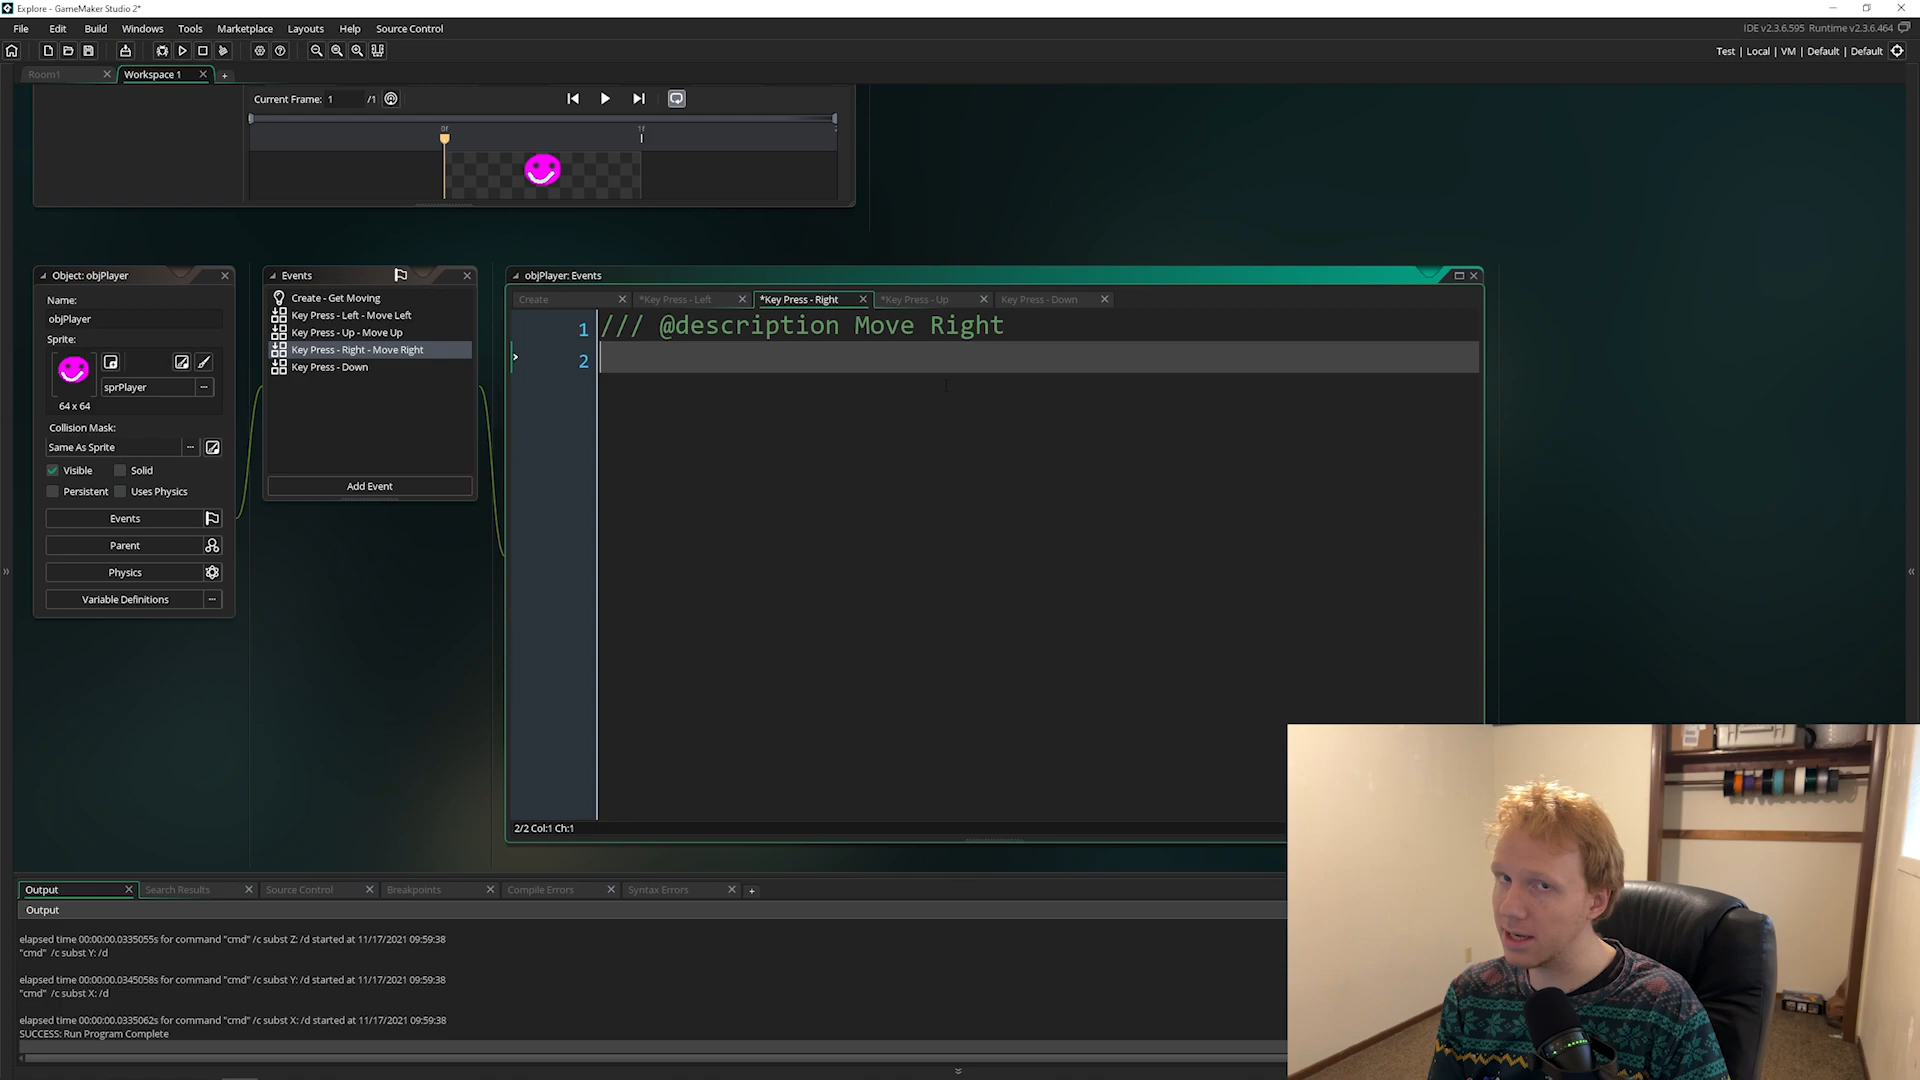 Explore - GameMaker Studio 2*
File Edit Build Windows Tools Marketplace Layouts Help Source Control
IDE v2.3.6.595 Runtime v2.3.6.464
Test | Local | VM | Default | Default
Room1
Workspace 1
Current Frame: 1 /1
0f
1f
Object: objPlayer
Name:
objPlayer
Sprite:
sprPlayer
64 x 64
Collision Mask:
Same As Sprite
Visible
Solid
Persistent
Uses Physics
Events
Parent
Physics
Variable Definitions
Events
Create - Get Moving
Key Press - Left - Move Left
Key Press - Up - Move Up
Key Press - Right - Move Right
Key Press - Down
Add Event
objPlayer: Events
Create
*Key Press - Left
*Key Press - Right
*Key Press - Up
Key Press - Down
1 /// @description Move Right
2
2/2 Col:1 Ch:1
Output
Search Results
Source Control
Breakpoints
Compile Errors
Syntax Errors
Output
elapsed time 00:00:00.0335055s for command "cmd" /c subst Z: /d started at 11/17/2021 09:59:38
"cmd" /c subst Y: /d
elapsed time 00:00:00.0345058s for command "cmd" /c subst Y: /d started at 11/17/2021 09:59:38
"cmd" /c subst X: /d
elapsed time 00:00:00.0335062s for command "cmd" /c subst X: /d started at 11/17/2021 09:59:38
SUCCESS: Run Program Complete